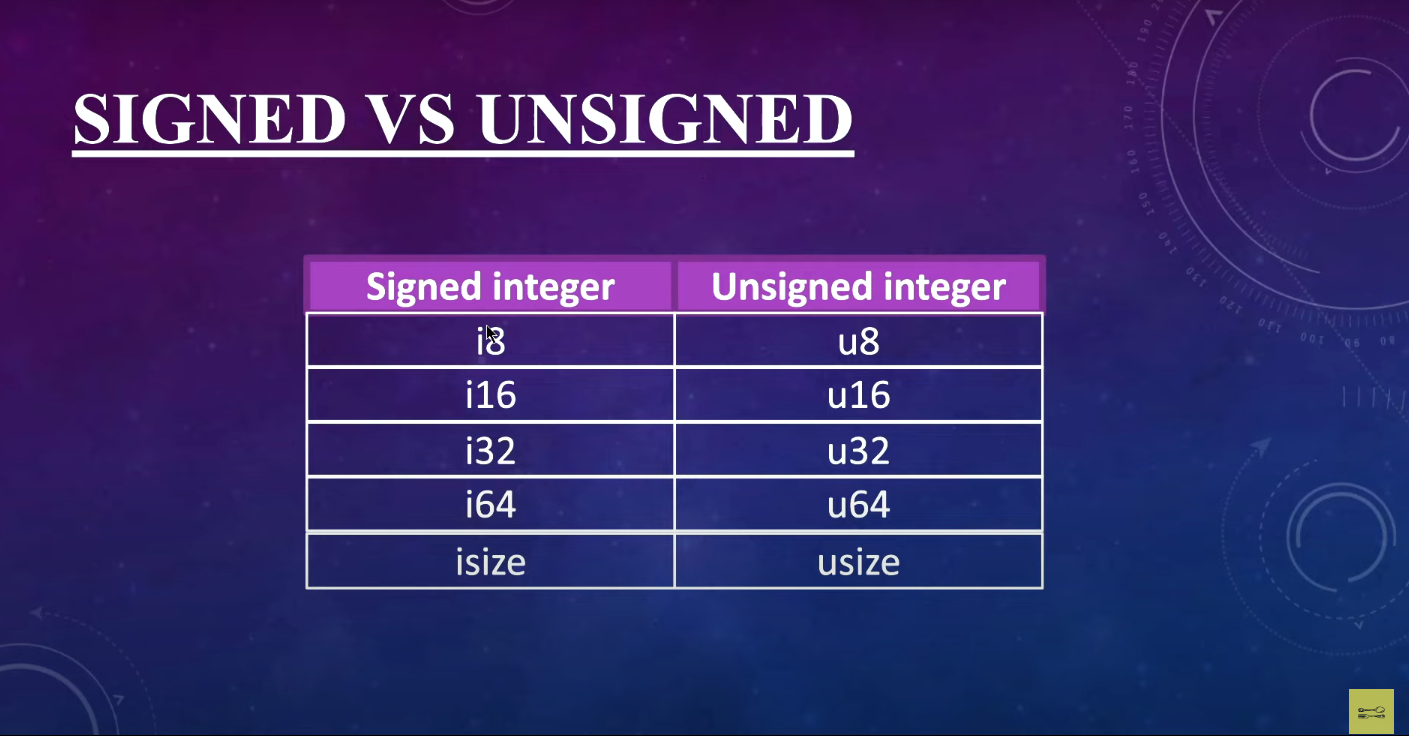 SIGNED VS UNSIGNED
Signed integer Unsigned integer
i8 u8
i16 u16
i32 u32
i64 u64
isize usize